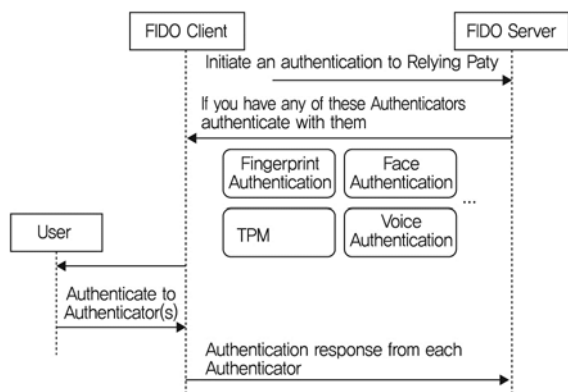 FIDO Client
FIDO Server
Initiate an authentication to Relying Paty
If you have any of these Authenticators
authenticate with them
Fingerprint
Authentication
Face
Authentication
...
TPM
Voice
Authentication
User
Authenticate to
Authenticator(s)
Authentication response from each
Authenticator